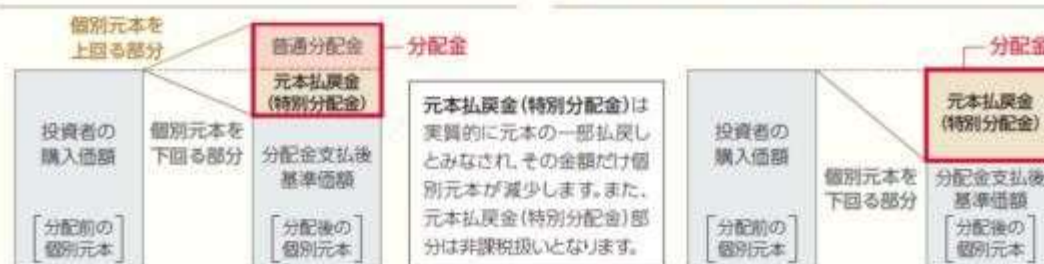 個別元本を
上回る部分
普通分配金
分配金
元本払戻金
(特別分配金)
投資者の
購入価額
個別元本を
下回る部分
分配金支払後
基準価額
[分配前の
個別元本]
[分配後の
個別元本]
元本払戻金(特別分配金)は
実質的に元本の一部払戻し
とみなされ、その金額だけ個
別元本が減少します。また、
元本払戻金(特別分配金)部
分は非課税扱いとなります。
分配金
元本払戻金
(特別分配金)
投資者の
購入価額
個別元本を
下回る部分
分配金支払後
基準価額
[分配前の
個別元本]
[分配後の
個別元本]